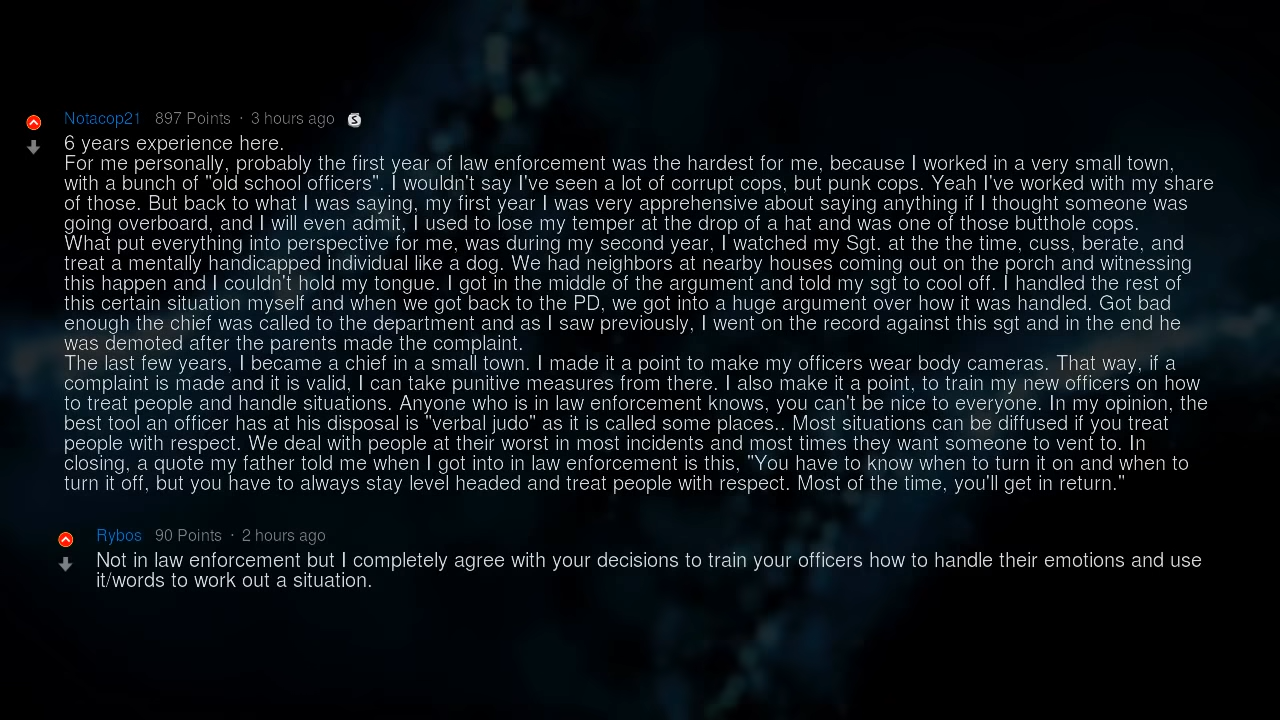 Notacop21 897 Points · 3 hours ago
6 years experience here.
For me personally, probably the first year of law enforcement was the hardest for me, because I worked in a very small town,
with a bunch of "old school officers". I wouldn't say I've seen a lot of corrupt cops, but punk cops. Yeah I've worked with my share
of those. But back to what I was saying, my first year I was very apprehensive about saying anything if I thought someone was
going overboard, and I will even admit, I used to lose my temper at the drop of a hat and was one of those butthole cops.
What put everything into perspective for me, was during my second year, I watched my Sgt. at the the time, cuss, berate, and
treat a mentally handicapped individual like a dog. We had neighbors at nearby houses coming out on the porch and witnessing
this happen and I couldn't hold my tongue. I got in the middle of the argument and told my sgt to cool off. I handled the rest of
this certain situation myself and when we got back to the PD, we got into a huge argument over how it was handled. Got bad
enough the chief was called to the department and as I saw previously, I went on the record against this sgt and in the end he
was demoted after the parents made the complaint.
The last few years, I became a chief in a small town. I made it a point to make my officers wear body cameras. That way, if a
complaint is made and it is valid, I can take punitive measures from there. I also make it a point, to train my new officers on how
to treat people and handle situations. Anyone who is in law enforcement knows, you can't be nice to everyone. In my opinion, the
best tool an officer has at his disposal is "verbal judo" as it is called some places.. Most situations can be diffused if you treat
people with respect. We deal with people at their worst in most incidents and most times they want someone to vent to. In
closing, a quote my father told me when I got into in law enforcement is this, "You have to know when to turn it on and when to
turn it off, but you have to always stay level headed and treat people with respect. Most of the time, you'll get in return."
Rybos 90 Points · 2 hours ago
Not in law enforcement but I completely agree with your decisions to train your officers how to handle their emotions and use
it/words to work out a situation.